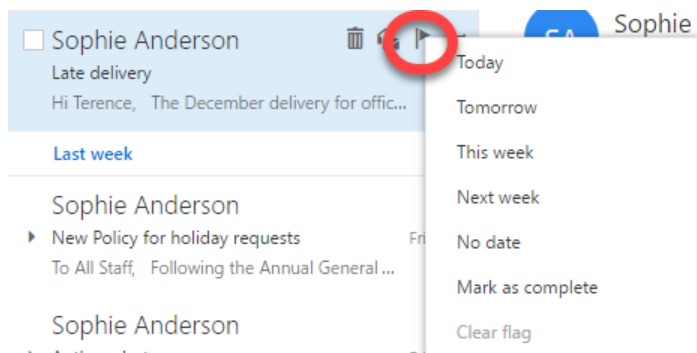 Sophie Anderson
Late delivery
Hi Terence, The December delivery for offic...
Last week
Sophie Anderson
New Policy for holiday requests
Fri
To All Staff, Following the Annual General ...
Sophie Anderson
Sophie
Today
Tomorrow
This week
Next week
No date
Mark as complete
Clear flag